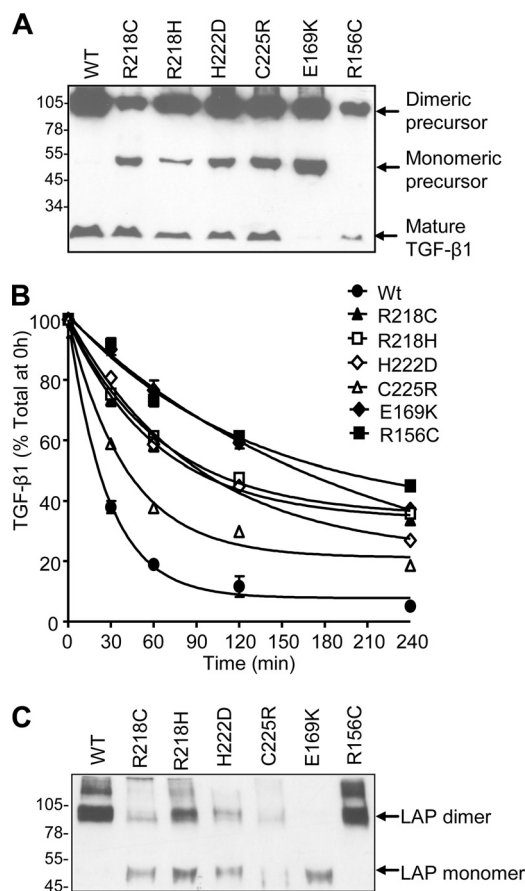 A
WT
R218C
R218H
H222D
C225R
E169K
R156C
105-
78-
55-
45-
34-
Dimeric
precursor
Monomeric
precursor
Mature
TGF-β1
B
Wt
R218C
R218H
H222D
C225R
E169K
R156C
TGF-β1 (% Total at 0h)
100
80
60
40
20
0
0 30 60 90 120 150 180 210 240
Time (min)
C
WT
R218C
R218H
H222D
C225R
E169K
R156C
105-
78-
55-
45-
LAP dimer
LAP monomer